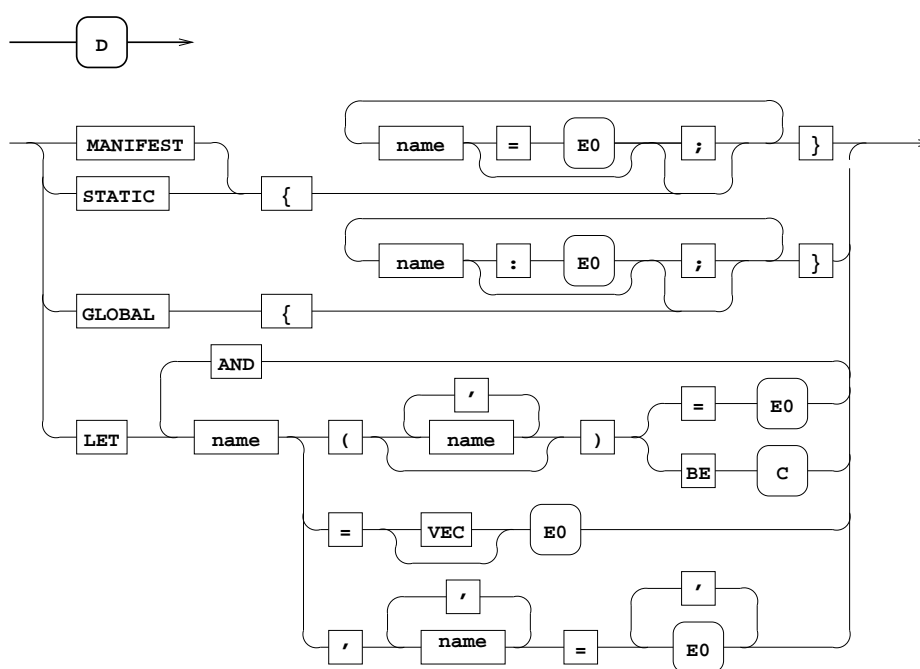 D
,
MANIFEST name = E0 ; }
STATIC {
name : E0 ; }
GLOBAL {
AND
, = E0
LET name ( name )
BE C
= VEC E0
, ,
, name = E0